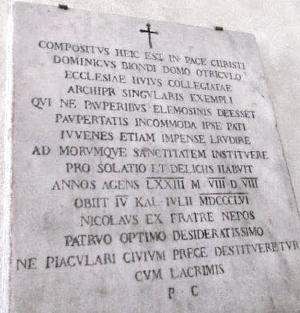 COMPOSITVS HEIC EST IN PACE CHRISTI
DOMINICVS BIONDI DOMO OTRICVLO
ECCLESIAE HVIVS COLLEGIATAE
ARCHIPR SINGVLARIS EXEMPLI
QVI NE PAVPERIBVS ELEMOSINIS DEESSET
PAVPERTATIS INCOMMODA IPSE PATI
IVVENES ETIAM IMPENSE ERVDIRE
AD MORVMQVE SANCTITATEM INSTITVERE
PRO SOLATIO ET DELICIIS HABVIT
ANNOS AGENS LXXIII M VIII D VIII
OBIIT IV KAL IVLII MDCCCLVI
NICOLAVS EX FRATRE NEPOS
PATRVO OPTIMO DESIDERATISSIMO
NE PIACVLARI CIVIVM PRECE DESTITVERETVR
CVM LACRIMIS
P C